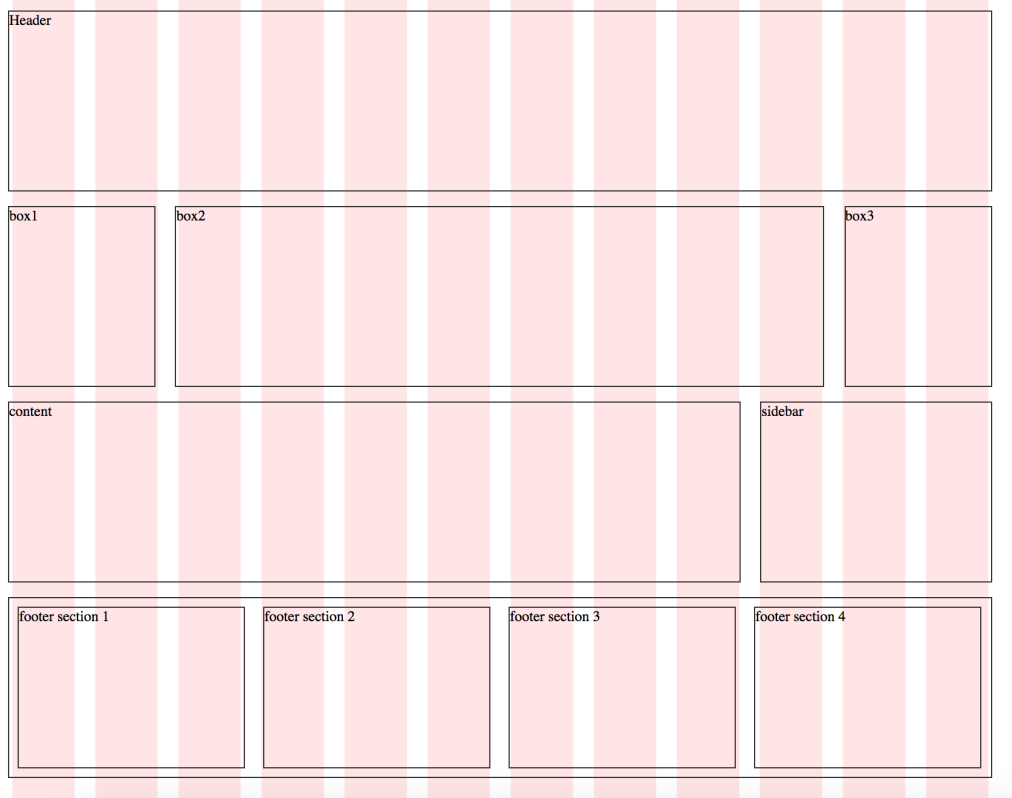 Header
box1
box2
box3
content
sidebar
footer section 1
footer section 2
footer section 3
footer section 4